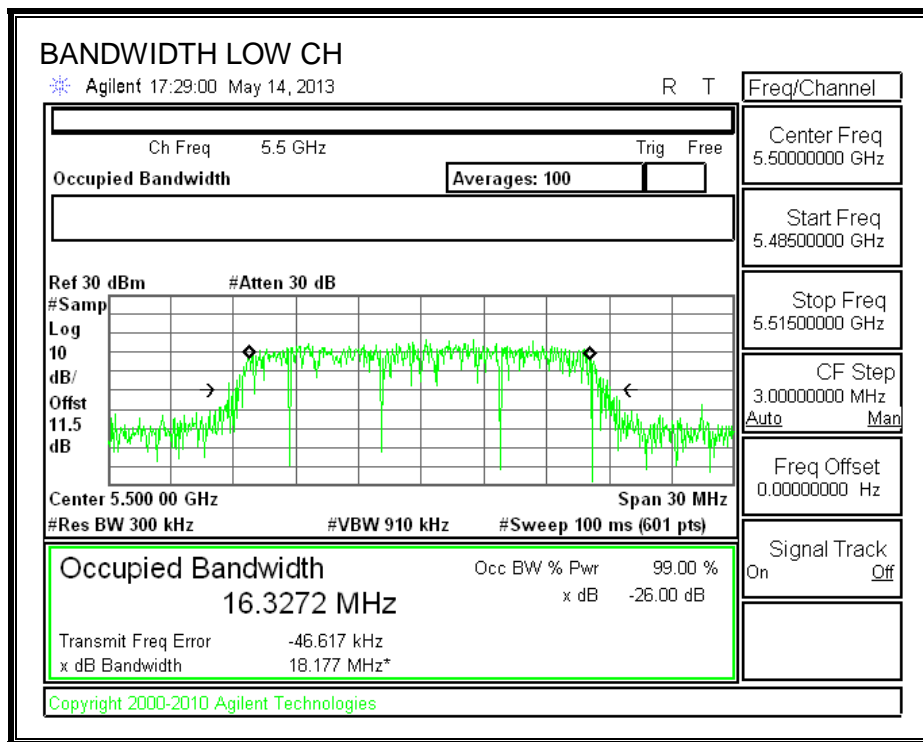 BANDWIDTH LOW CH
Agilent 17:29:00 May 14, 2013 R T
Freq/Channel
Ch Freq 5.5 GHz Trig Free
Occupied Bandwidth Averages: 100
Center Freq
5.50000000 GHz
Start Freq
5.48500000 GHz
Stop Freq
5.51500000 GHz
CF Step
3.00000000 MHz
Auto Man
Freq Offset
0.00000000 Hz
Signal Track
On Off
Ref 30 dBm #Atten 30 dB
#Samp
Log
10
dB/
Offst
11.5
dB
Center 5.500 00 GHz Span 30 MHz
#Res BW 300 kHz #VBW 910 kHz #Sweep 100 ms (601 pts)
Occupied Bandwidth Occ BW % Pwr 99.00 %
16.3272 MHz x dB -26.00 dB
Transmit Freq Error -46.617 kHz
x dB Bandwidth 18.177 MHz*
Copyright 2000-2010 Agilent Technologies